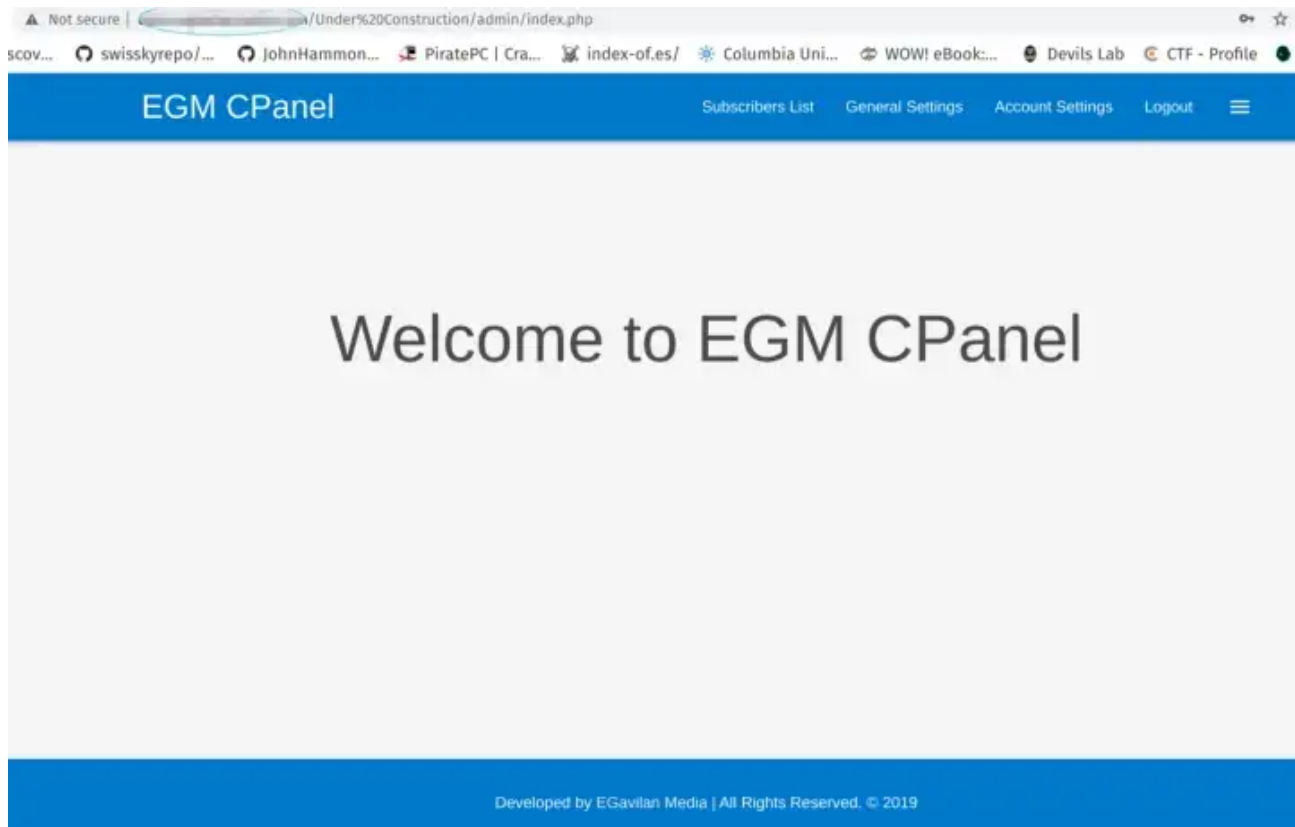 Not secure | /Under%20Construction/admin/index.php
scov... swisskyrepo/... JohnHammon... PiratePC | Cra... index-of.es/ Columbia Uni... WOW! eBook:... Devils Lab CTF - Profile
EGM CPanel Subscribers List General Settings Account Settings Logout
Welcome to EGM CPanel
Developed by EGavilan Media | All Rights Reserved. © 2019